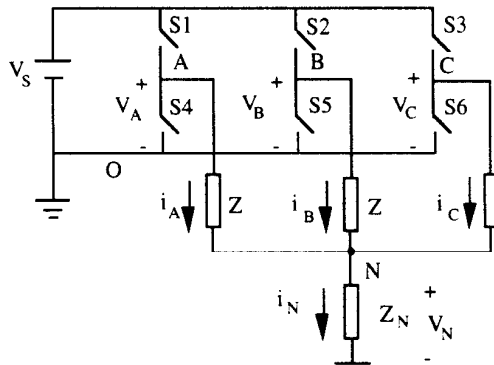 S1 S2 S3
A B C
V_S
+ + +
V_A S4 V_B S5 V_C S6
- - -
O
i_A Z i_B Z i_C
N
i_N Z_N + V_N -